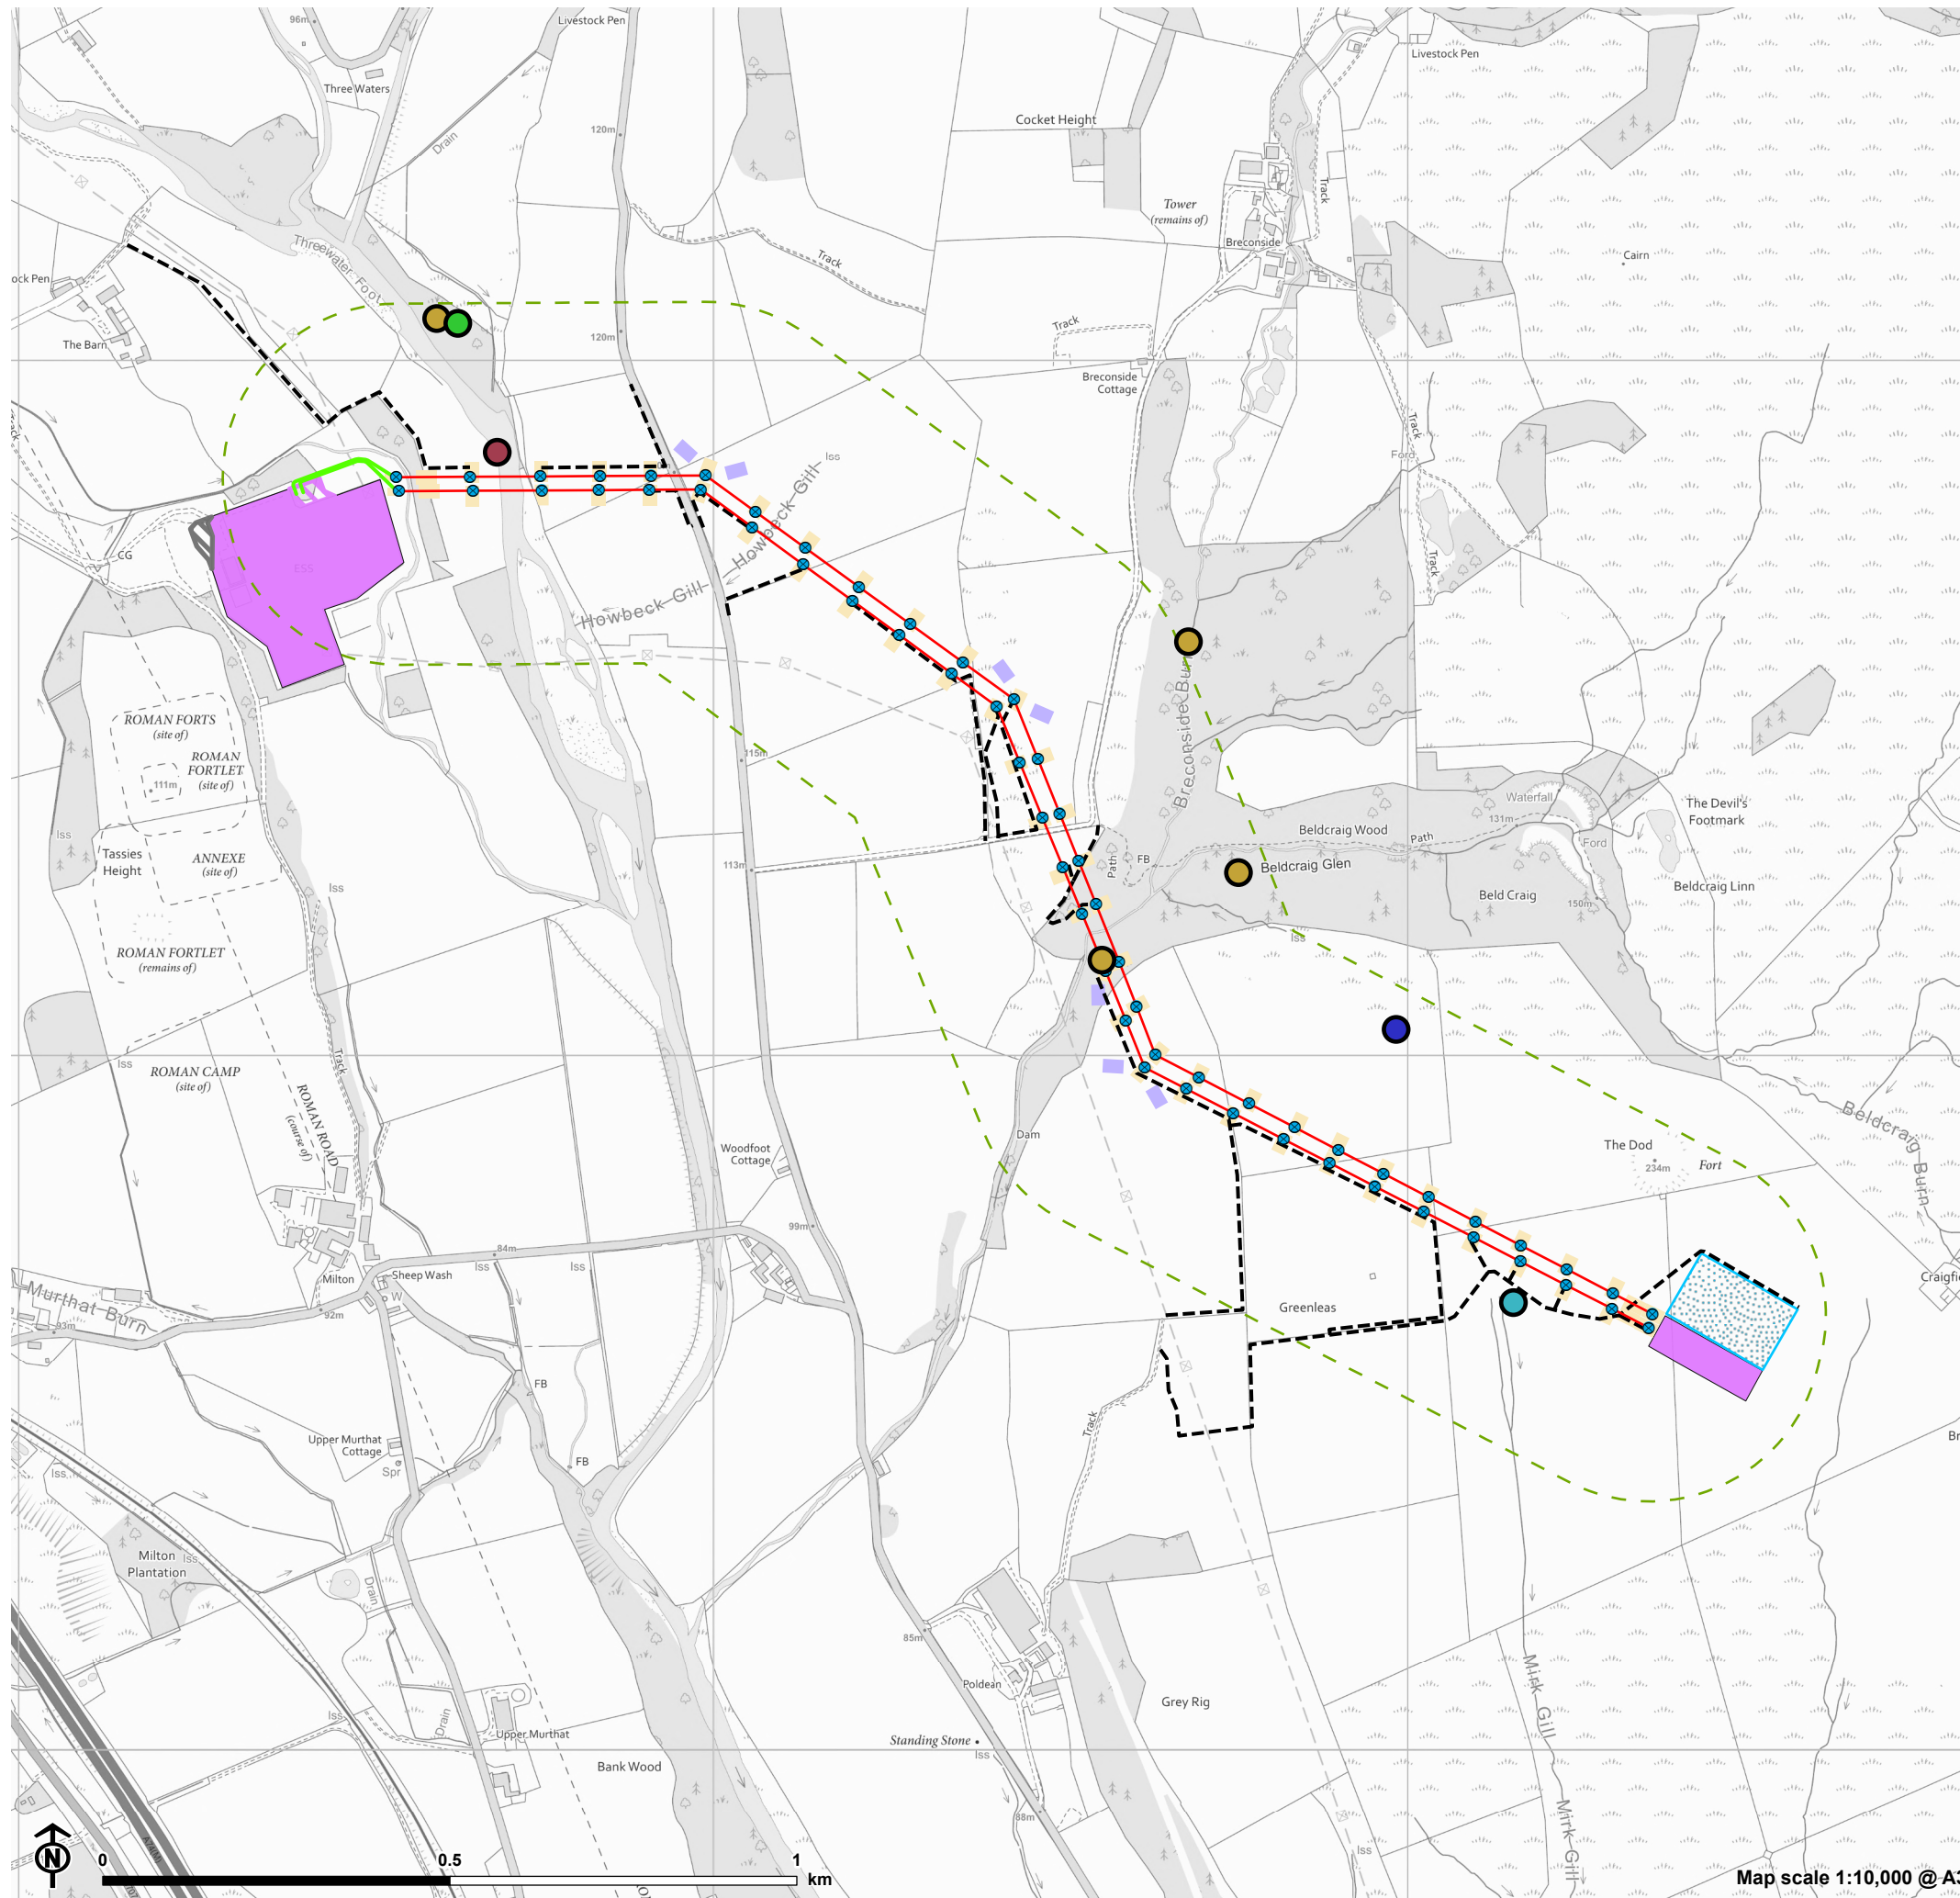 96m
Livestock Pen
Three Waters
Livestock Pen
Drain
120m
Cocket Height
Track
Tower
(remains of)
Breconside
Threewater Foot
Track
Cairn
ock Pen
The Barn
120m
Track
Breconside
Cottage
Track
Track
Iss
Ford
CG
ESS
Howbeck Gill
Howbeck Gill
Track
ROMAN FORTS
(site of)
ROMAN
FORTLET
(site of)
111m
115m
Breconside Burn
Waterfall
131m
The Devil's
Footmark
Iss
Tassies
Height
ANNEXE
(site of)
113m
Path
FB
Beldcraig Wood
Path
Ford
Beldcraig Glen
Beldcraig Linn
Iss
Beld Craig
150m
ROMAN FORTLET
(remains of)
Iss
Iss
ROMAN CAMP
(site of)
Track
ROMAN ROAD
(course of)
Beldcraig Burn
Dam
Woodfoot
Cottage
The Dod
234m
Fort
99m
84m
Iss
Iss
Milton
Sheep Wash
W
Murthat Burn
93m
92m
Greenleas
Craigfie
FB
Track
Upper Murthat
Cottage
Spr
FB
Br
Iss
Milton
Plantation
Iss
Drain
85m
Poldean
Mirk Gill
Grey Rig
Iss
Drain
Upper Murthat
Standing Stone
Iss
Bank Wood
88m
Mirk Gill
Iss
A74(M)
N
0
0.5
1
km
Map scale 1:10,000 @ A3